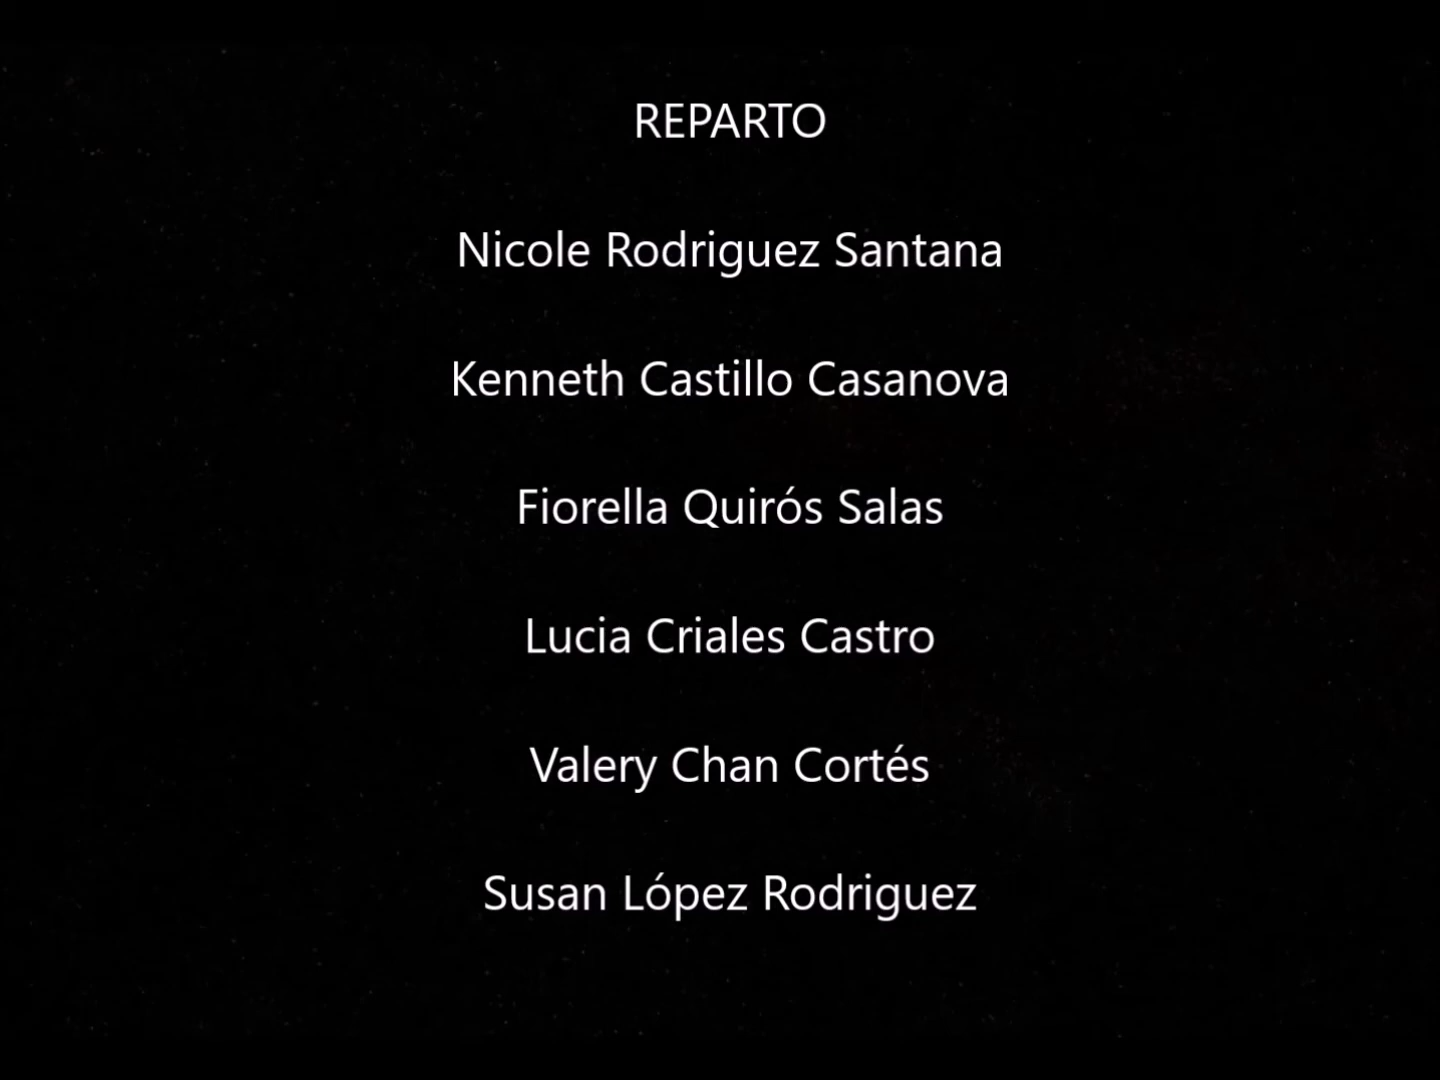 REPARTO
Nicole Rodriguez Santana
Kenneth Castillo Casanova
Fiorella Quirós Salas
Lucia Criales Castro
Valery Chan Cortés
Susan López Rodriguez